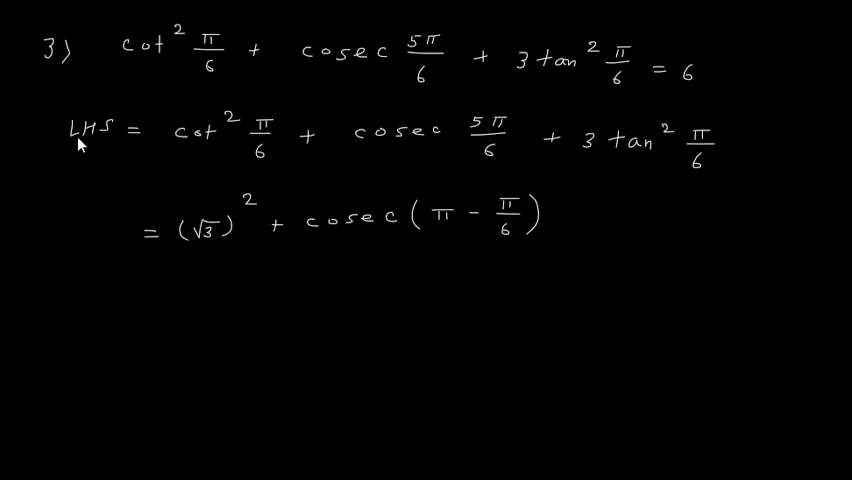 3) cot² π/6 + cosec 5π/6 + 3 tan² π/6 = 6
LHS = cot² π/6 + cosec 5π/6 + 3 tan² π/6
= (√3)² + cosec (π - π/6)